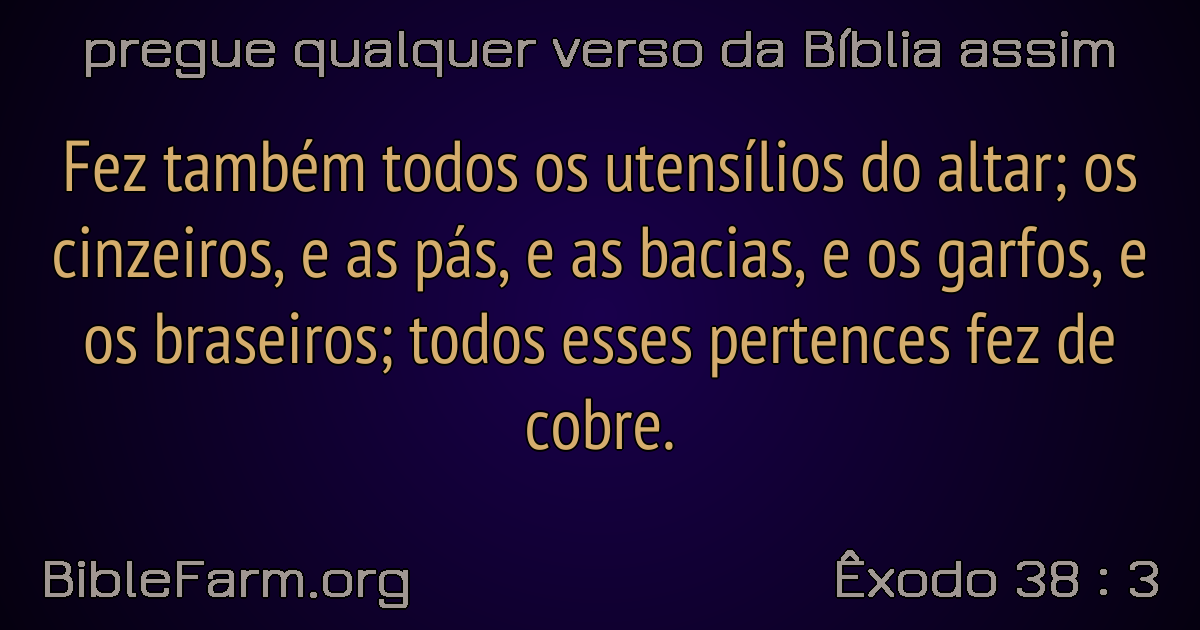 pregue qualquer verso da Bíblia assim
Fez também todos os utensílios do altar; os
cinzeiros, e as pás, e as bacias, e os garfos, e
os braseiros; todos esses pertences fez de
cobre.
BibleFarm.org
Êxodo 38 : 3